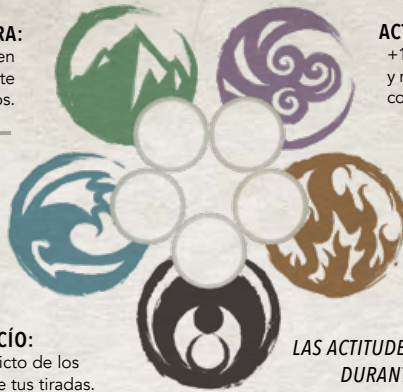 RA:
en
te
os.
ACT
+1
y r
co
CÍO:
icto de los
e tus tiradas.
LAS ACTITUDE
DURANT